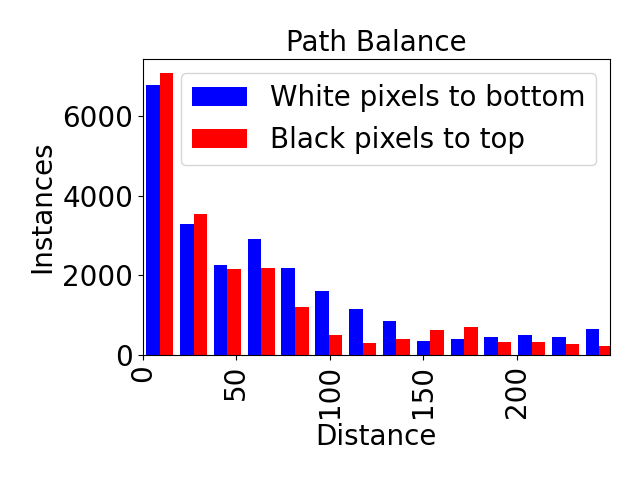 Path Balance
White pixels to bottom
Black pixels to top
Instances
6000
4000
2000
0
0
50
100
150
200
Distance